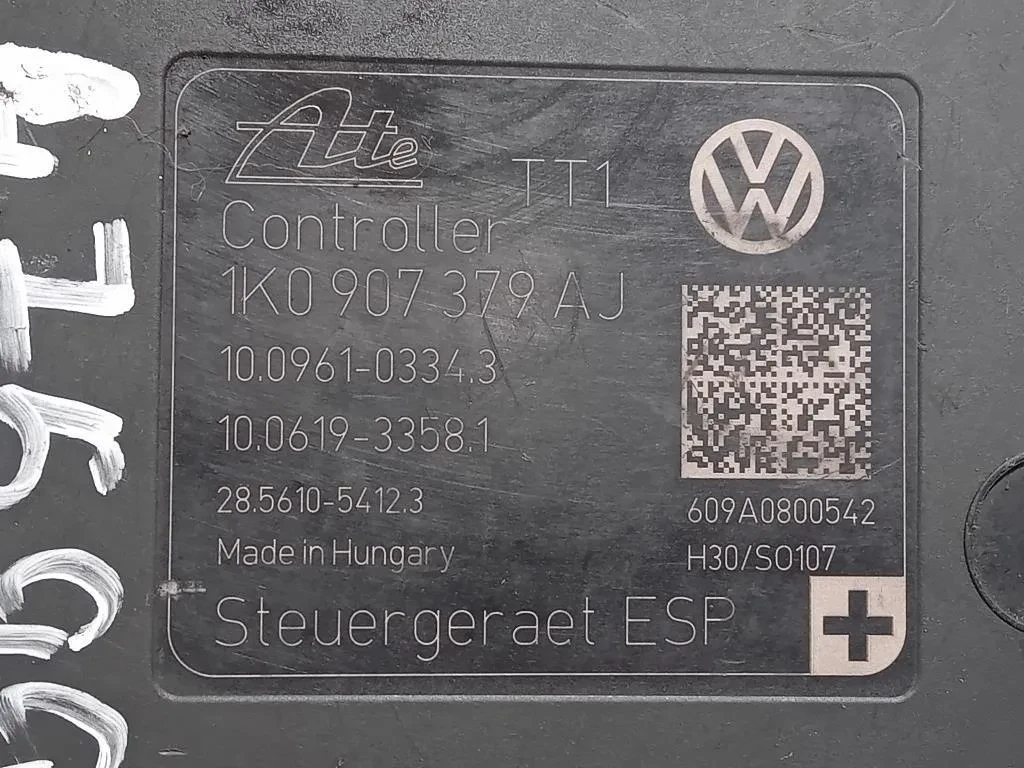 Ate TT1
Controller
1K0 907 379 AJ
10.0961-0334.3
10.0619-3358.1
28.5610-5412.3
609A0800542
Made in Hungary
H30/SO107
Steuergeraet ESP
VW